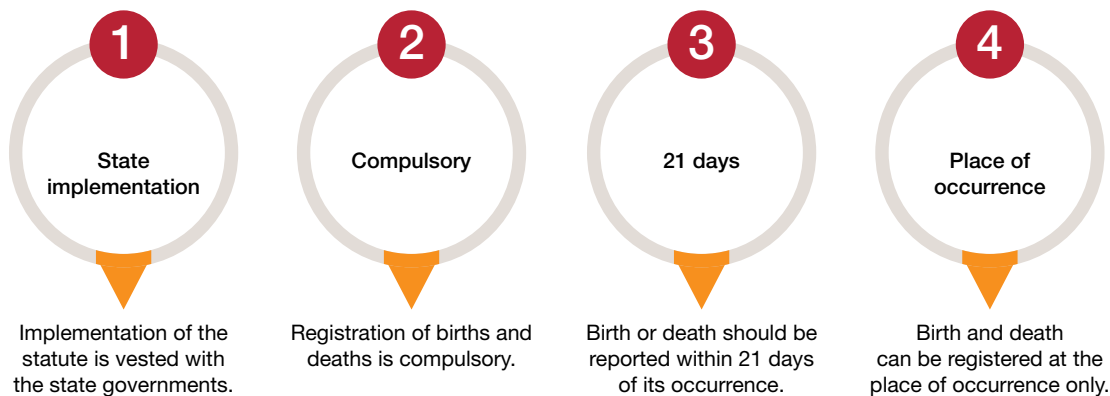 1
State
implementation
Implementation of the
statute is vested with
the state governments.
2
Compulsory
Registration of births and
deaths is compulsory.
3
21 days
Birth or death should be
reported within 21 days
of its occurrence.
4
Place of
occurrence
Birth and death
can be registered at the
place of occurrence only.